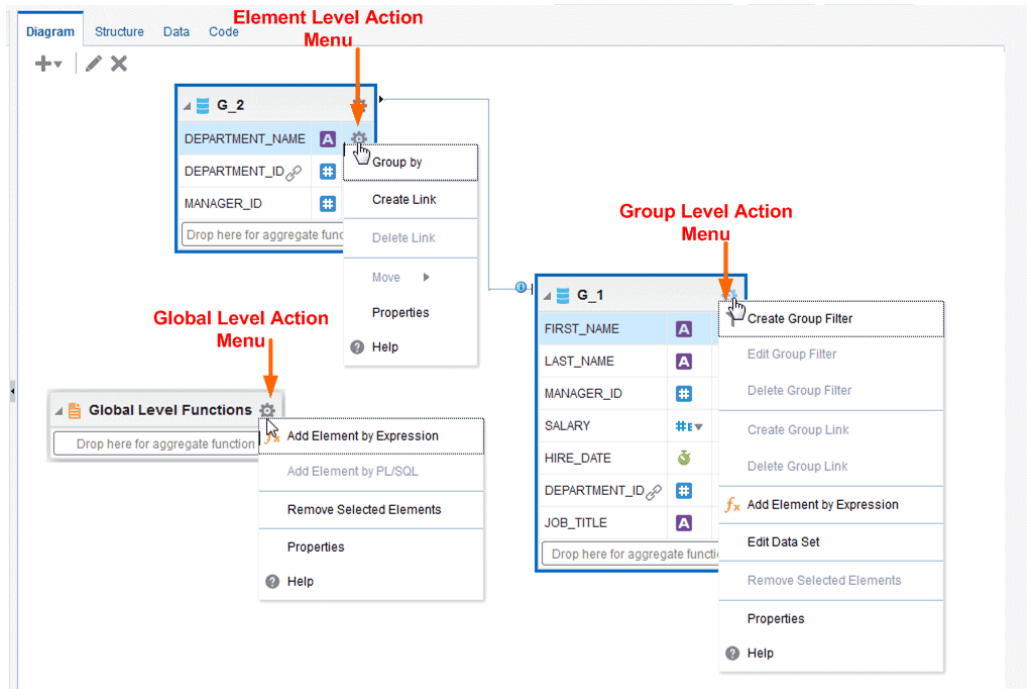 Diagram
Structure
Data
Code
Element Level Action
Menu
G_2
DEPARTMENT_NAME A
DEPARTMENT_ID #
MANAGER_ID #
Drop here for aggregate func
Group by
Create Link
Delete Link
Move
Properties
? Help
Group Level Action
Menu
G_1
FIRST_NAME A
LAST_NAME A
MANAGER_ID #
SALARY #E
HIRE_DATE
DEPARTMENT_ID #
JOB_TITLE A
Drop here for aggregate functi
Create Group Filter
Edit Group Filter
Delete Group Filter
Create Group Link
Delete Group Link
fx Add Element by Expression
Edit Data Set
Remove Selected Elements
Properties
? Help
Global Level Action
Menu
Global Level Functions
Drop here for aggregate function
fx Add Element by Expression
Add Element by PL/SQL
Remove Selected Elements
Properties
? Help